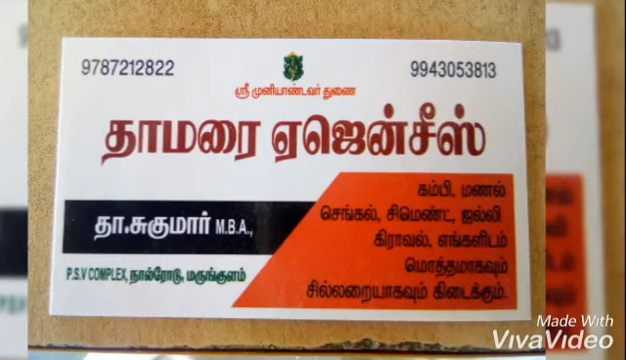 9787212822 9943053813
ஸ்ரீ முனியாண்டவர் துணை
தாமரை ஏஜென்சீஸ்
தா.சுகுமார் M.B.A.,
P.S.V COMPLEX, நால்ரோடு, மருங்குளம்
கம்பி, மணல்
செங்கல், சிமெண்ட, ஜல்லி
கிராவல், எங்களிடம்
மொத்தமாகவும்
சில்லறையாகவும் கிடைக்கும்.
Made With
VivaVideo